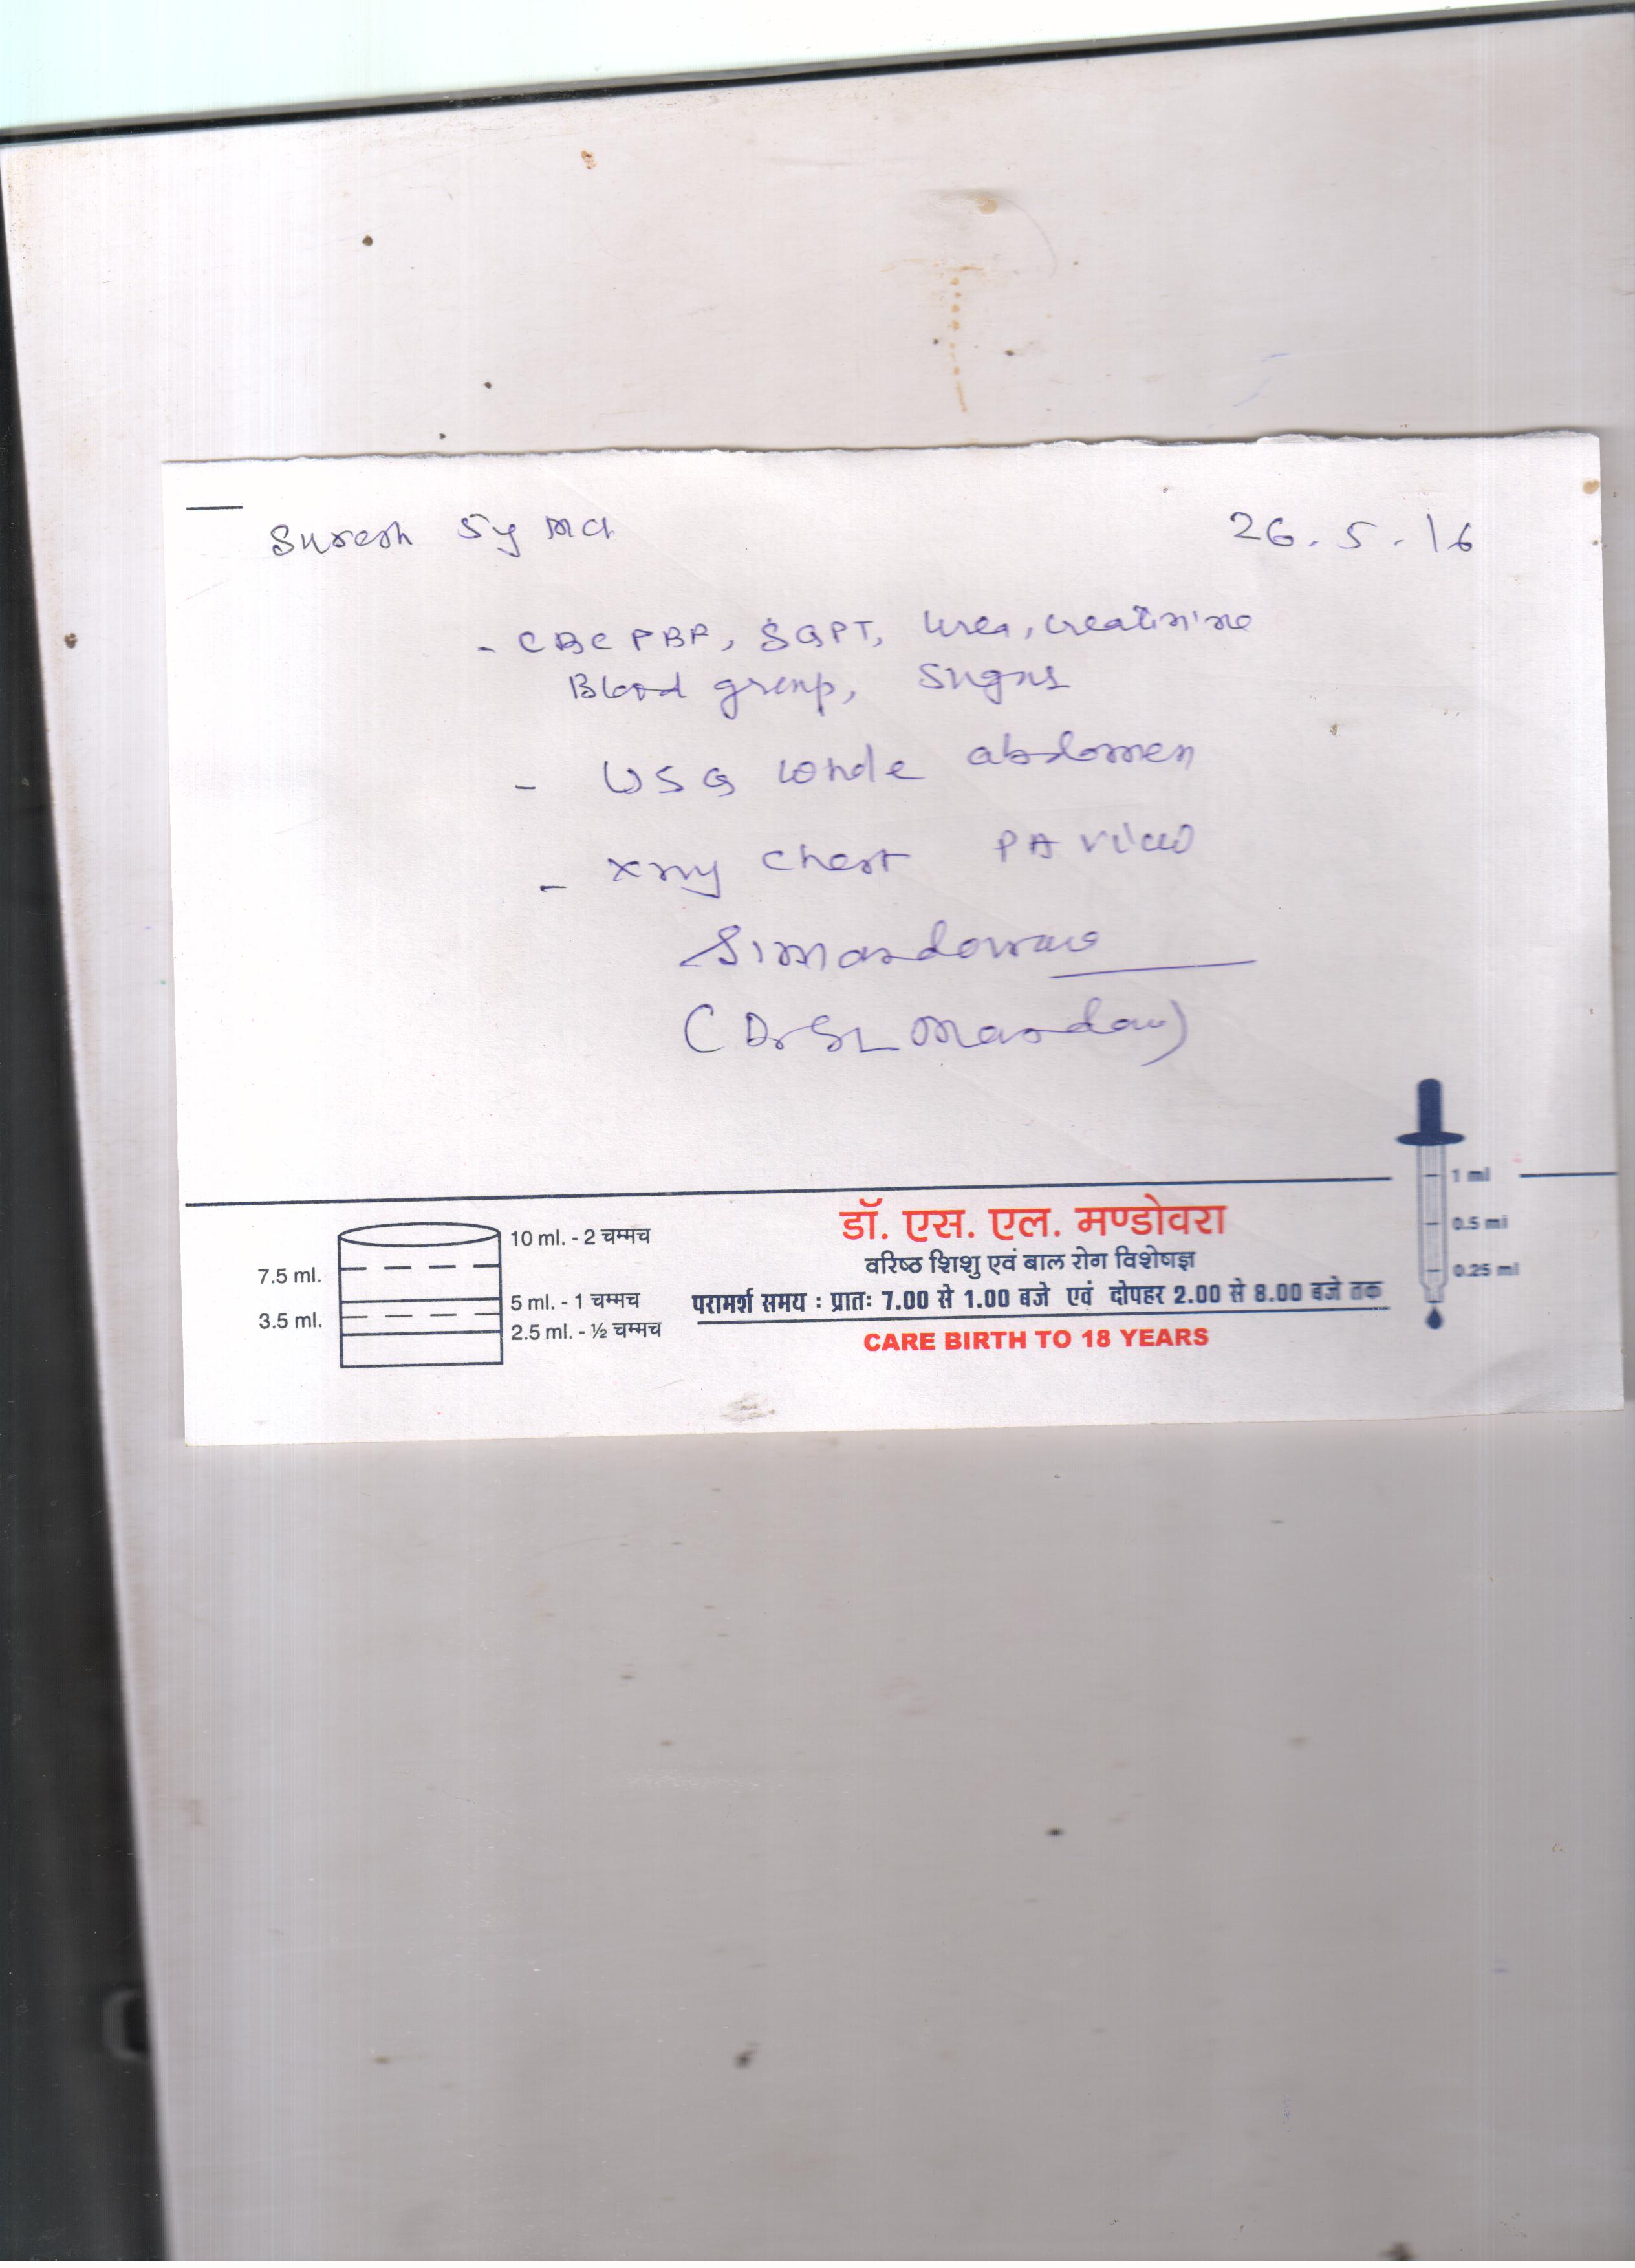 Suresh 5y mch 26.5.16
- CBC PBF, SGPT, Urea, creatinine
Blood group, Sugar
- USG whole abdomen
- xray chest PA view
SLMandowara
(Dr SL Mandow)
1 ml
0.5 ml
0.25 ml
10 ml. - 2 चम्मच
7.5 ml.
5 ml. - 1 चम्मच
3.5 ml.
2.5 ml. - ½ चम्मच
डॉ. एस. एल. मण्डोवरा
वरिष्ठ शिशु एवं बाल रोग विशेषज्ञ
परामर्श समय : प्रातः 7.00 से 1.00 बजे एवं दोपहर 2.00 से 8.00 बजे तक
CARE BIRTH TO 18 YEARS